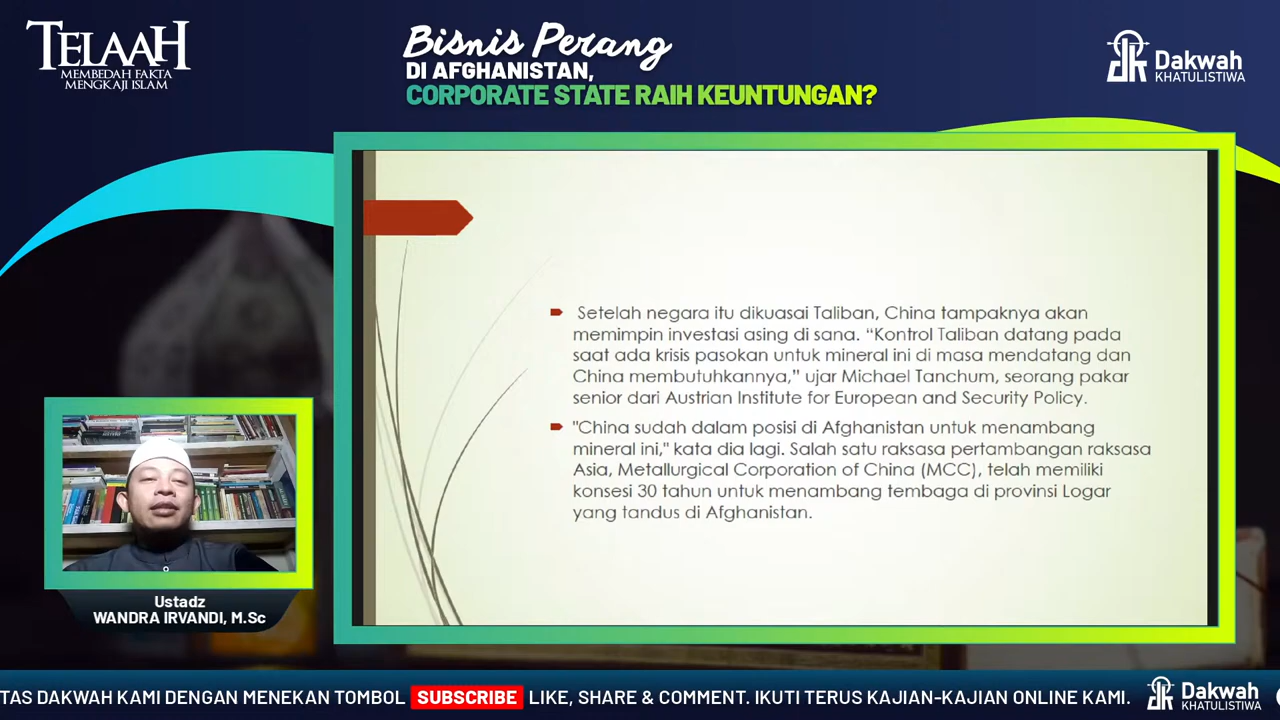 TELAAH
MEMBEDAH FAKTA
MENGKAJI ISLAM
Bisnis Perang
DI AFGHANISTAN,
CORPORATE STATE RAIH KEUNTUNGAN?
Dakwah
KHATULISTIWA
Setelah negara itu dikuasai Taliban, China tampaknya akan
memimpin investasi asing di sana. “Kontrol Taliban datang pada
saat ada krisis pasokan untuk mineral ini di masa mendatang dan
China membutuhkannya,” ujar Michael Tanchum, seorang pakar
senior dari Austrian Institute for European and Security Policy.
"China sudah dalam posisi di Afghanistan untuk menambang
mineral ini," kata dia lagi. Salah satu raksasa pertambangan raksasa
Asia, Metallurgical Corporation of China (MCC), telah memiliki
konsesi 30 tahun untuk menambang tembaga di provinsi Logar
yang tandus di Afghanistan.
Ustadz
WANDRA IRVANDI, M.Sc
TAS DAKWAH KAMI DENGAN MENEKAN TOMBOL SUBSCRIBE LIKE, SHARE & COMMENT. IKUTI TERUS KAJIAN-KAJIAN ONLINE KAMI.
Dakwah
KHATULISTIWA